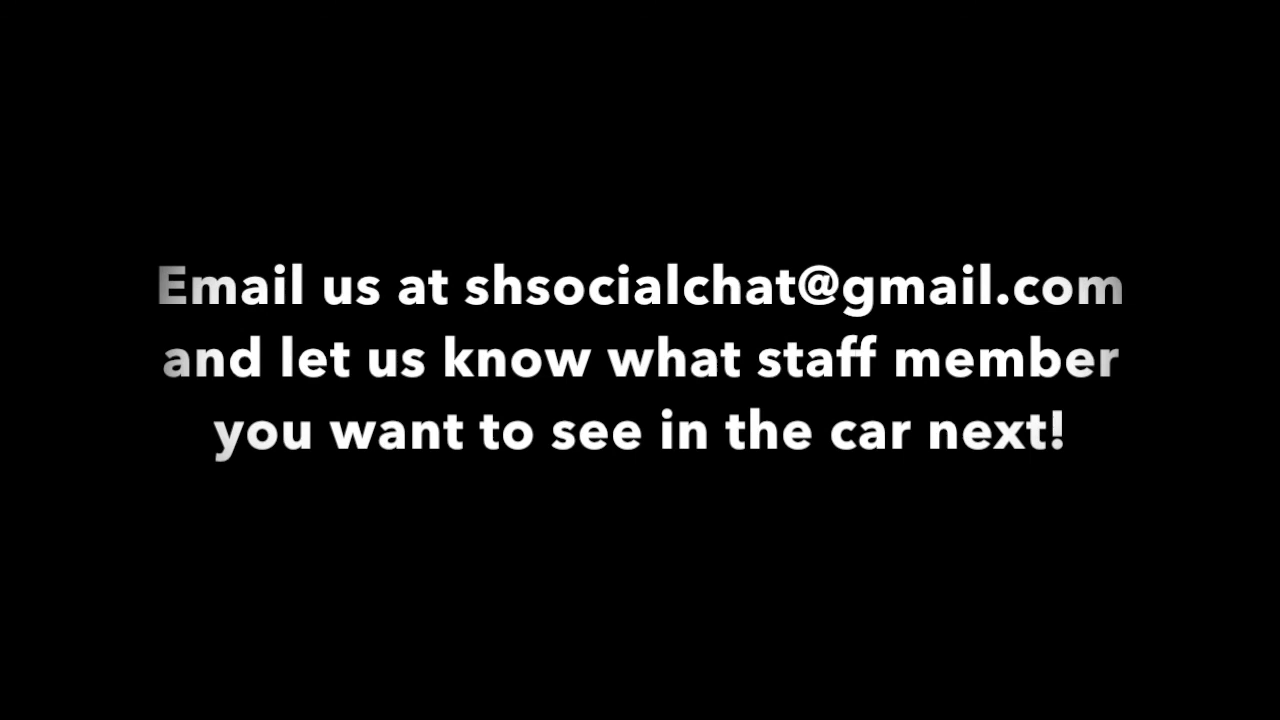 Email us at shsocialchat@gmail.com
and let us know what staff member
you want to see in the car next!